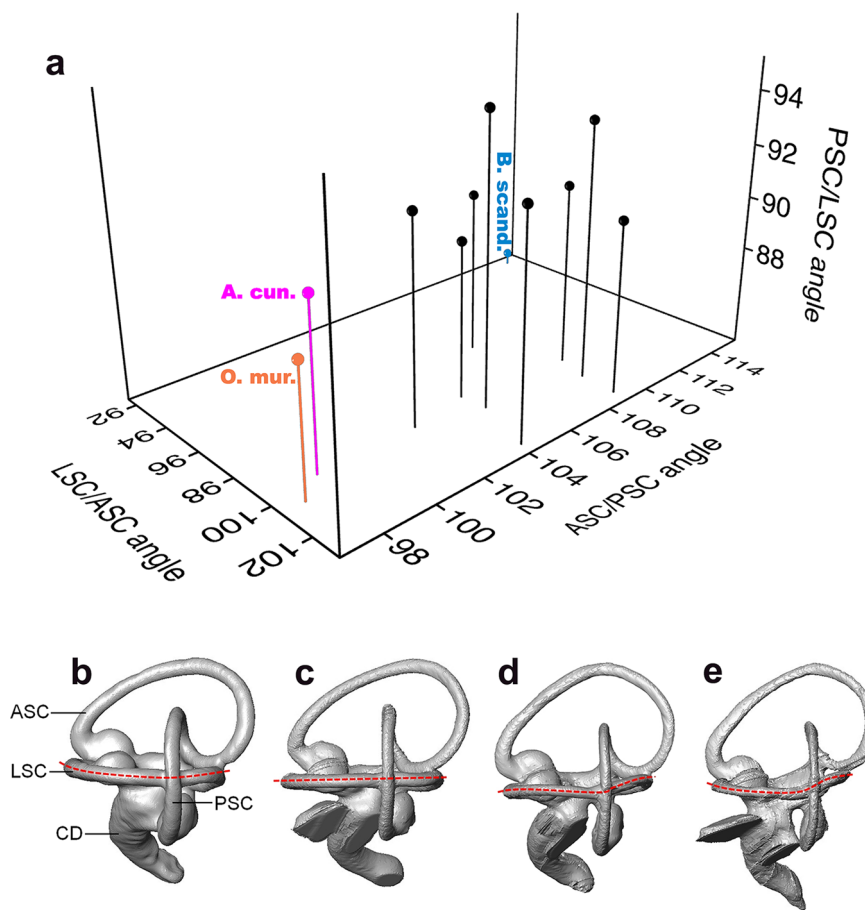 a
94
92
90
88
PSC/LSC angle
B. scand.
A. cun.
O. mur.
92
94
96
98
100
102
LSC/ASC angle
98
100
102
104
106
108
110
112
114
ASC/PSC angle
b
c
d
e
ASC
LSC
PSC
CD